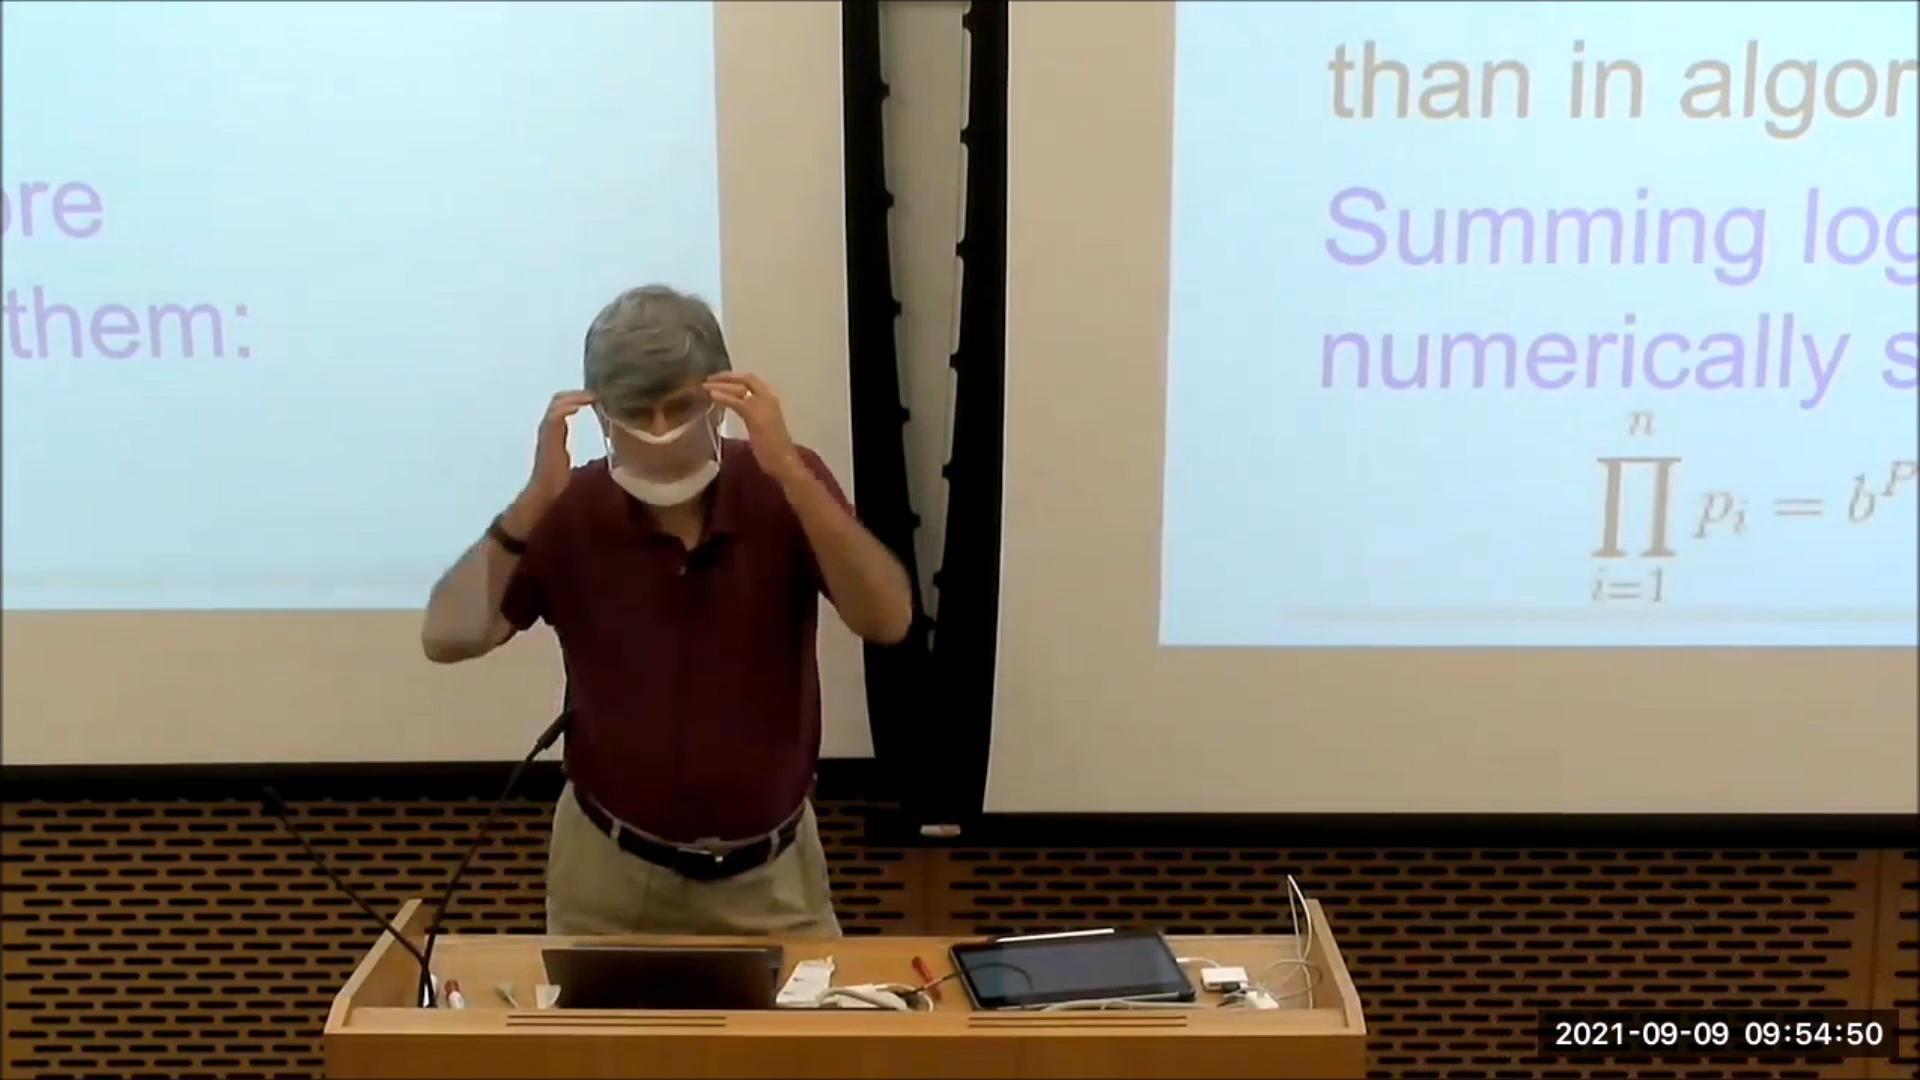 ore
them:
than in algor
Summing log
numerically s
n
∏ pᵢ = bᴾ
i=1
2021-09-09 09:54:50